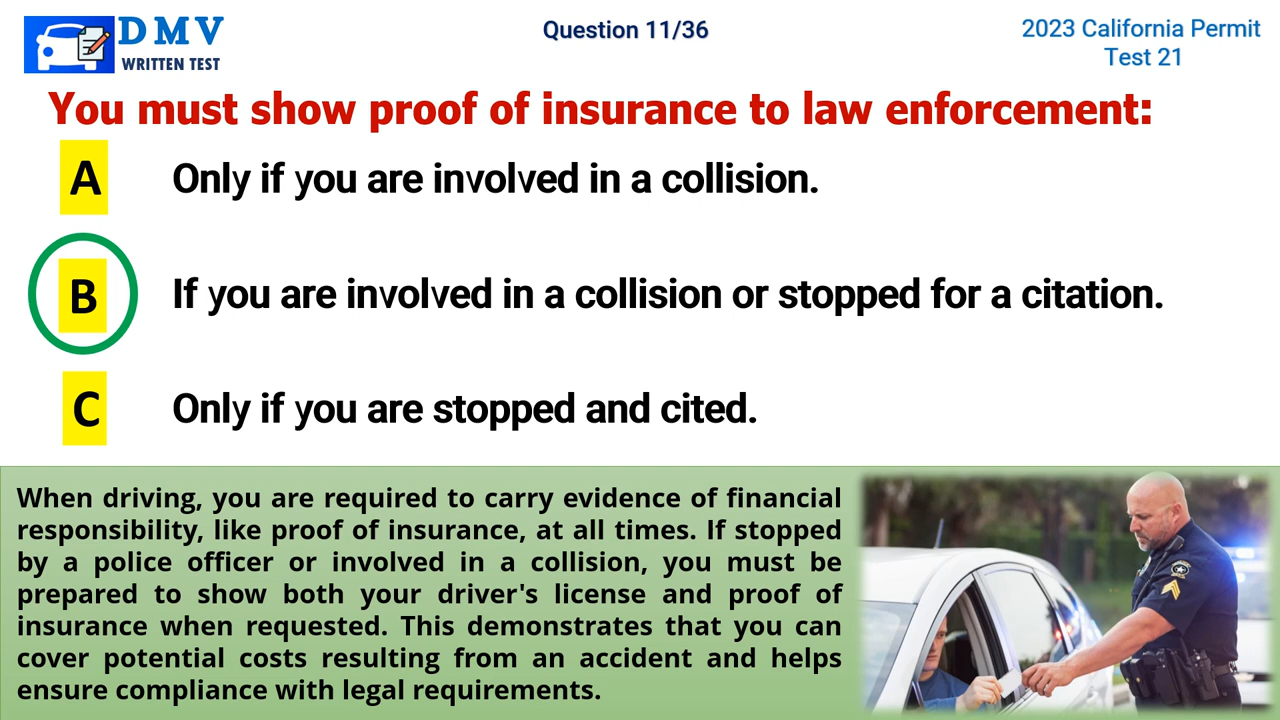 DMV
WRITTEN TEST
Question 11/36
2023 California Permit
Test 21
You must show proof of insurance to law enforcement:
A Only if you are involved in a collision.
B If you are involved in a collision or stopped for a citation.
C Only if you are stopped and cited.
When driving, you are required to carry evidence of financial
responsibility, like proof of insurance, at all times. If stopped
by a police officer or involved in a collision, you must be
prepared to show both your driver's license and proof of
insurance when requested. This demonstrates that you can
cover potential costs resulting from an accident and helps
ensure compliance with legal requirements.